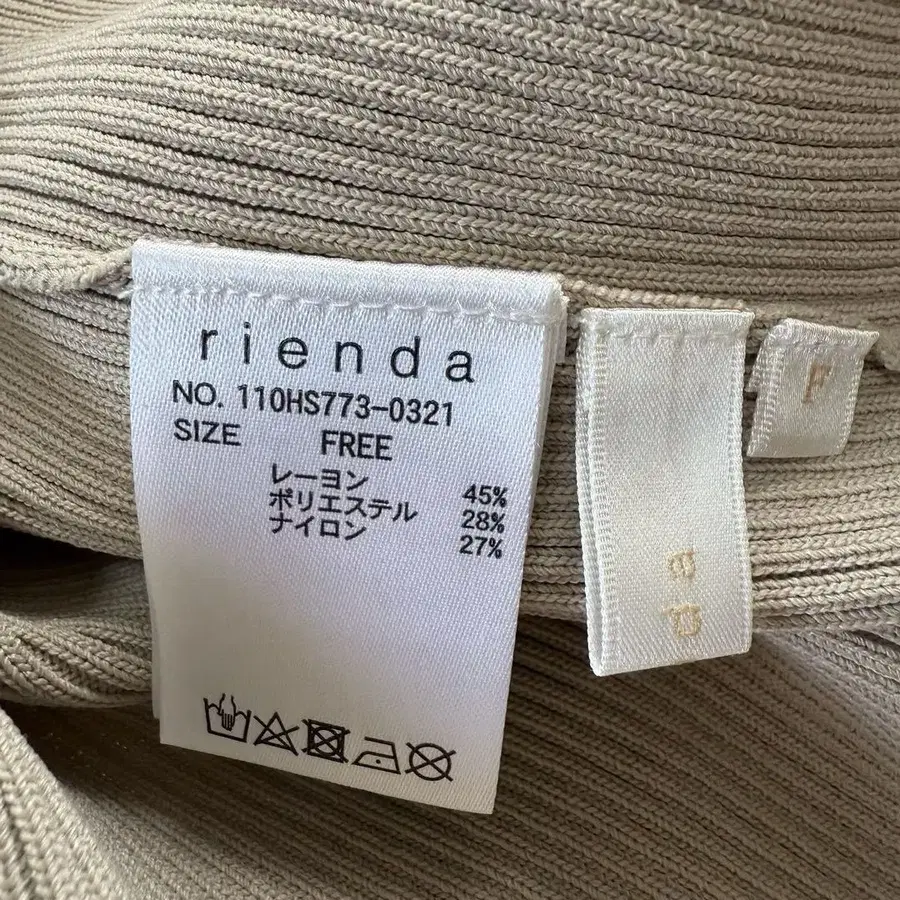 rienda
NO. 110HS773-0321
SIZE FREE
レーヨン 45%
ポリエステル 28%
ナイロン 27%
da
F